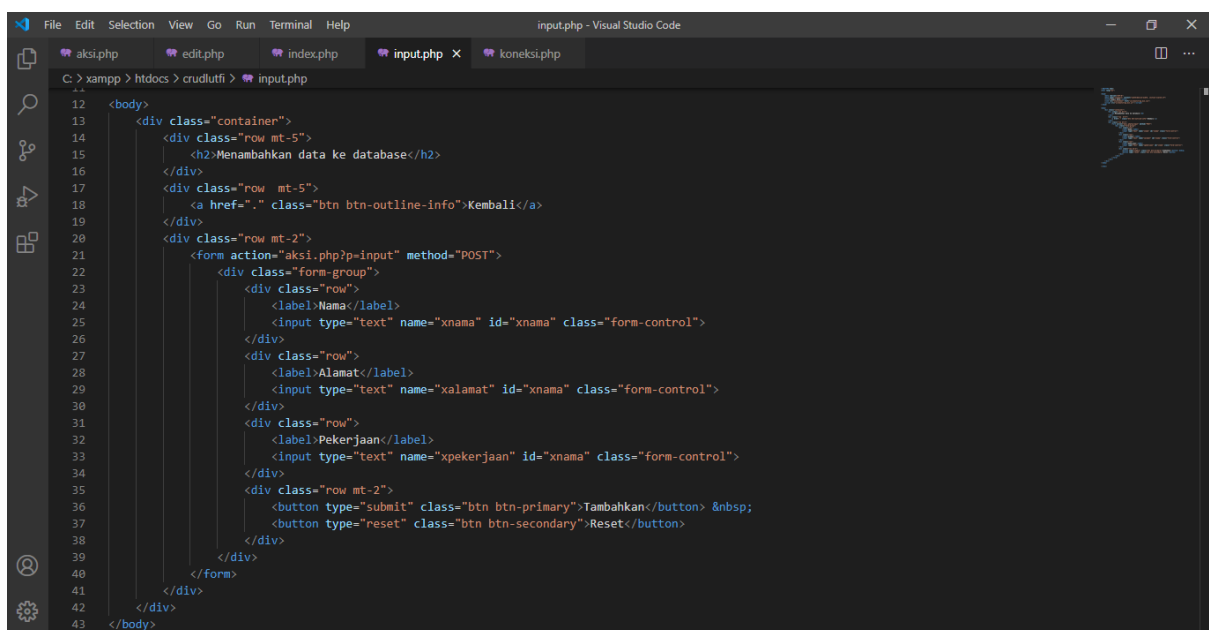 File Edit Selection View Go Run Terminal Help input.php - Visual Studio Code
aksi.php edit.php index.php input.php koneksi.php
C: > xampp > htdocs > crudlutfi > input.php
11
12 <body>
13 <div class="container">
14 <div class="row mt-5">
15 <h2>Menambahkan data ke database</h2>
16 </div>
17 <div class="row  mt-5">
18 <a href="." class="btn btn-outline-info">Kembali</a>
19 </div>
20 <div class="row mt-2">
21 <form action="aksi.php?p=input" method="POST">
22 <div class="form-group">
23 <div class="row">
24 <label>Nama</label>
25 <input type="text" name="xnama" id="xnama" class="form-control">
26 </div>
27 <div class="row">
28 <label>Alamat</label>
29 <input type="text" name="xalamat" id="xnama" class="form-control">
30 </div>
31 <div class="row">
32 <label>Pekerjaan</label>
33 <input type="text" name="xpekerjaan" id="xnama" class="form-control">
34 </div>
35 <div class="row mt-2">
36 <button type="submit" class="btn btn-primary">Tambahkan</button> &nbsp;
37 <button type="reset" class="btn btn-secondary">Reset</button>
38 </div>
39 </div>
40 </form>
41 </div>
42 </div>
43 </body>